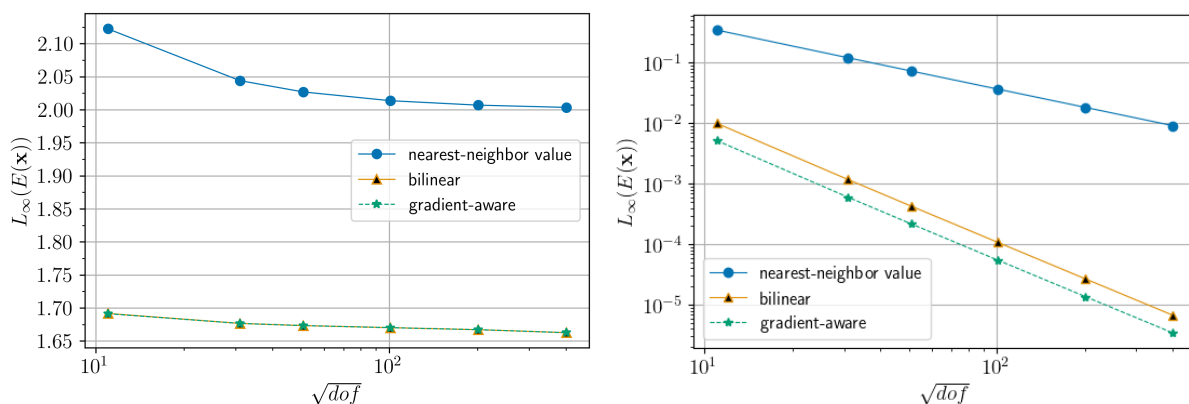 2.10
2.05
2.00
1.95
1.90
1.85
1.80
1.75
1.70
1.65
L∞(E(x))
nearest-neighbor value
bilinear
gradient-aware
10¹
10²
√dof
10⁻¹
10⁻²
10⁻³
10⁻⁴
10⁻⁵
L∞(E(x))
nearest-neighbor value
bilinear
gradient-aware
10¹
10²
√dof